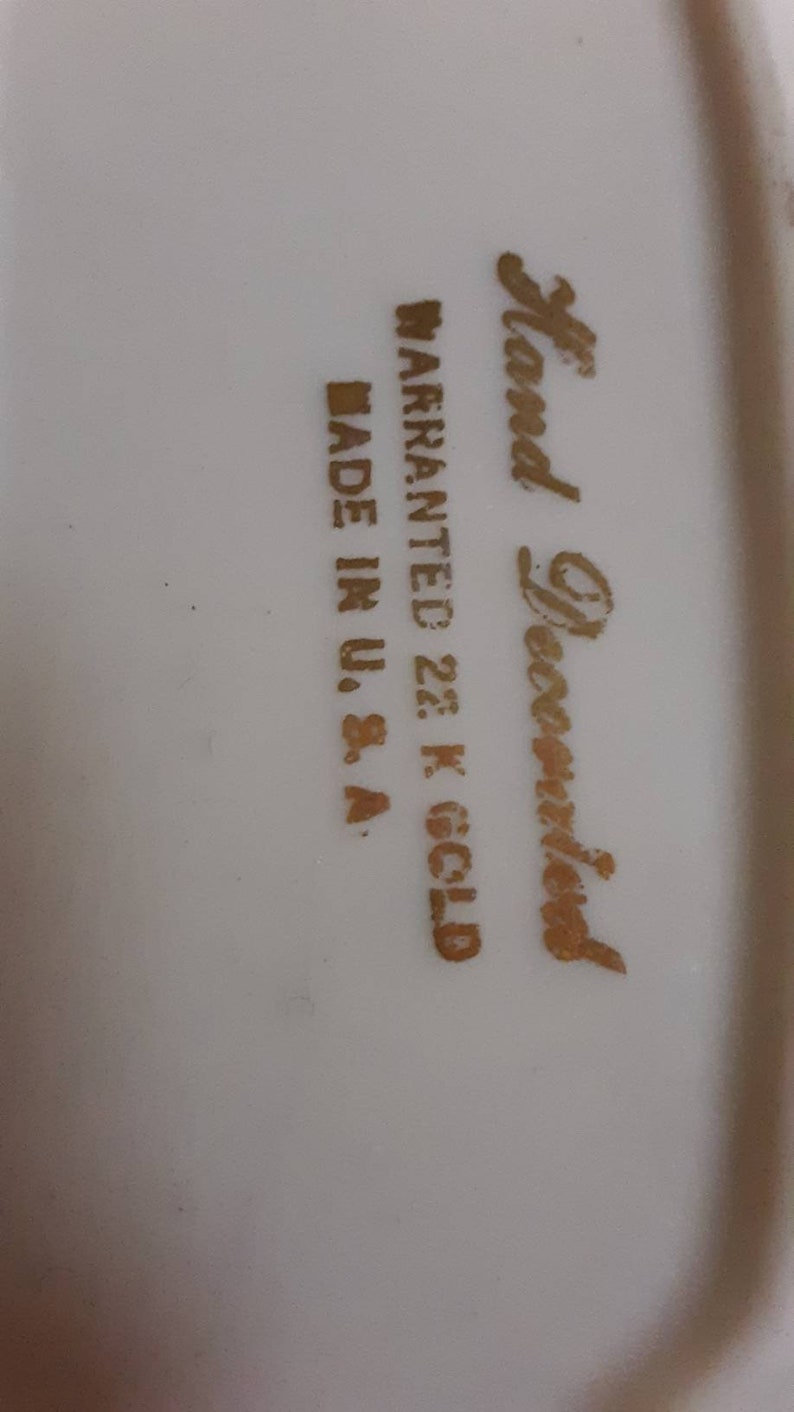 Hand Decorated
WARRANTED 22 K GOLD
MADE IN U. S. A.